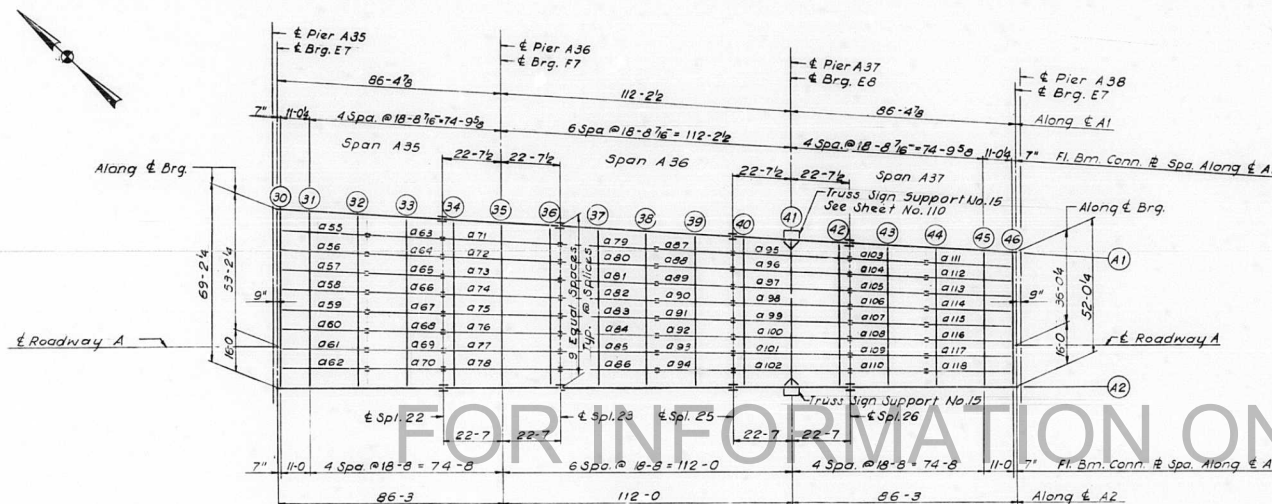 ℄ Pier A35
℄ Brg. E7
℄ Pier A36
℄ Brg. F7
℄ Pier A37
℄ Brg. E8
℄ Pier A38
℄ Brg. E7
86-4⅞
112-2½
86-4⅞
Along ℄ A1
7"
11-0¼
4 Spa. @ 18-8 7/16 = 74-9⅝
6 Spa @ 18-8 7/16 = 112-2½
4 Spa. @ 18-8 7/16 = 74-9⅝
11-0¼
7"
Fl. Bm. Conn. ℞ Spa. Along ℄ A
Span A35
22-7½
22-7½
Span A36
22-7½
22-7½
Span A37
Along ℄ Brg.
Truss Sign Support No. 15
See Sheet No. 110
Along ℄ Brg.
30
31
32
33
34
35
36
37
38
39
40
41
42
43
44
45
46
A1
a55
a63
a71
a79
a87
a95
a103
a111
a56
a64
a72
a80
a88
a96
a104
a112
a57
a65
a73
a81
a89
a97
a105
a113
a58
a66
a74
a82
a90
a98
a106
a114
a59
a67
a75
a83
a91
a99
a107
a115
a60
a68
a76
a84
a92
a100
a108
a116
a61
a69
a77
a85
a93
a101
a109
a117
a62
a70
a78
a86
a94
a102
a110
a118
69-2¼
53-2¼
16-0
9"
9 Equal Spaces
Typ. @ Splices
9"
36-0¼
52-0¼
16-0
℄ Roadway A
℄ Roadway A
A2
Truss Sign Support No. 15
℄ Spl. 22
℄ Spl. 23
℄ Spl. 25
℄ Spl. 26
FOR INFORMATION ON
22-7
22-7
22-7
22-7
7"
11-0
4 Spa. @ 18-8 = 74-8
6 Spa. @ 18-8 = 112-0
4 Spa. @ 18-8 = 74-8
11-0
7"
Fl. Bm. Conn. ℞ Spa. Along ℄ A
86-3
112-0
86-3
Along ℄ A2